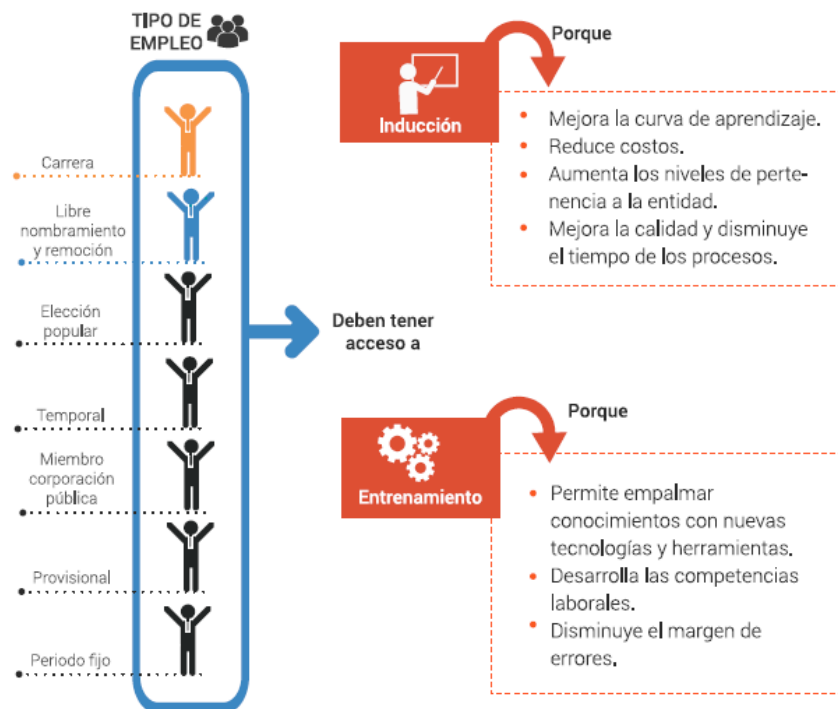 TIPO DE
EMPLEO
Carrera
Libre
nombramiento
y remoción
Elección
popular
Temporal
Miembro
corporación
pública
Provisional
Periodo fijo
Deben tener
acceso a
Inducción
Porque
• Mejora la curva de aprendizaje.
• Reduce costos.
• Aumenta los niveles de perte-
nencia a la entidad.
• Mejora la calidad y disminuye
el tiempo de los procesos.
Entrenamiento
Porque
• Permite empalmar
conocimientos con nuevas
tecnologías y herramientas.
• Desarrolla las competencias
laborales.
• Disminuye el margen de
errores.